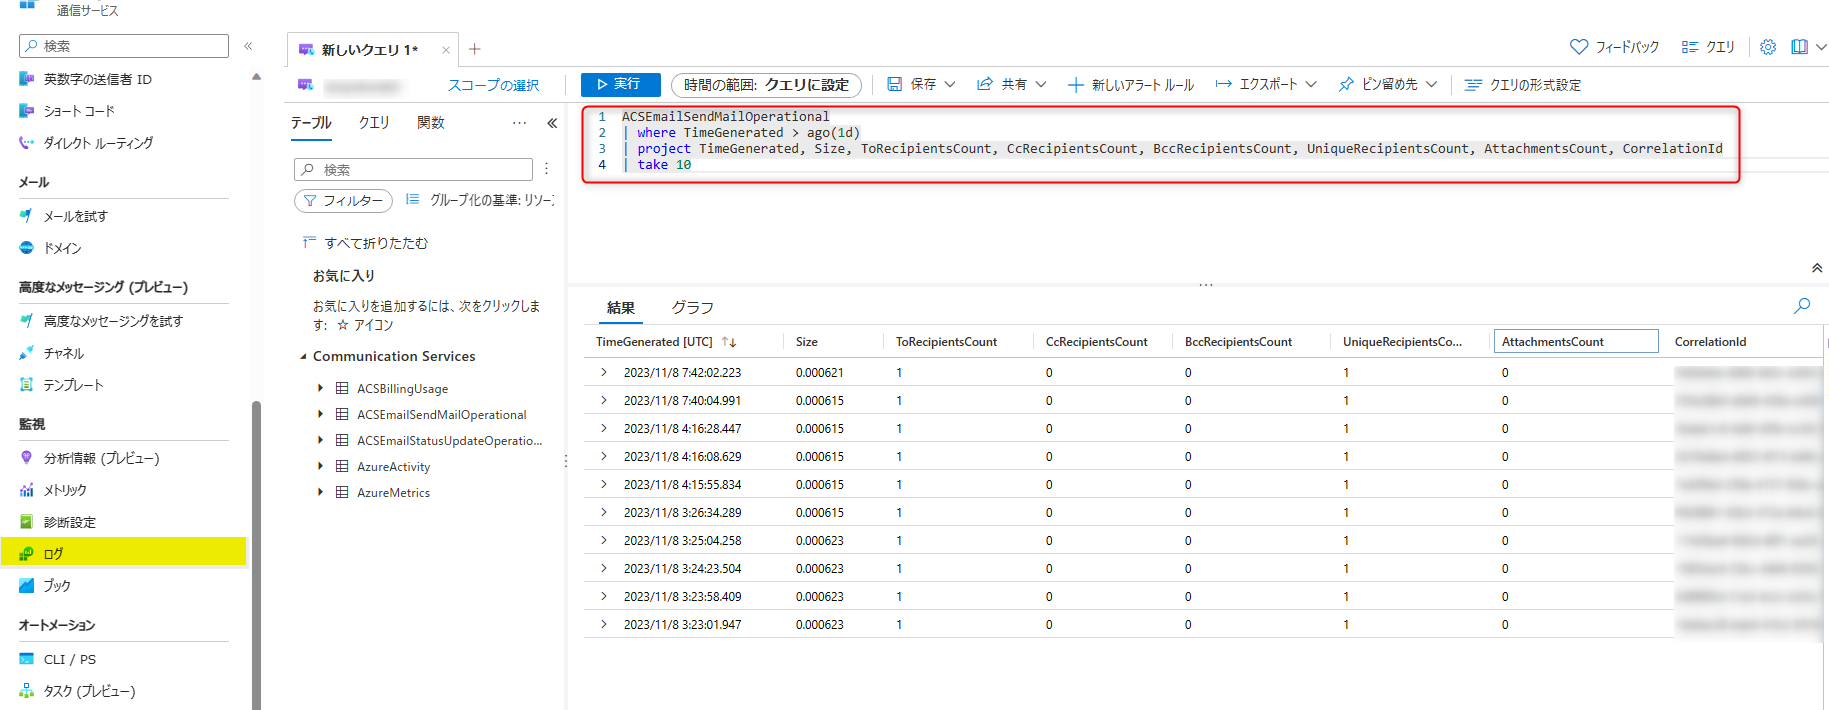 通信サービス
検索
«
英数字の送信者 ID
ショート コード
ダイレクト ルーティング
メール
メールを試す
ドメイン
高度なメッセージング (プレビュー)
高度なメッセージングを試す
チャネル
テンプレート
監視
分析情報 (プレビュー)
メトリック
診断設定
ログ
ブック
オートメーション
CLI / PS
タスク (プレビュー)
新しいクエリ 1*
フィードバック
クエリ
スコープの選択
実行
時間の範囲: クエリに設定
保存
共有
新しいアラート ルール
エクスポート
ピン留め先
クエリの形式設定
テーブル
クエリ
関数
...
«
検索
フィルター
グループ化の基準: リソー
すべて折りたたむ
お気に入り
お気に入りを追加するには、次をクリックしま
す: ☆ アイコン
Communication Services
ACSBillingUsage
ACSEmailSendMailOperational
ACSEmailStatusUpdateOperatio...
AzureActivity
AzureMetrics
1 ACSEmailSendMailOperational
2 | where TimeGenerated > ago(1d)
3 | project TimeGenerated, Size, ToRecipientsCount, CcRecipientsCount, BccRecipientsCount, UniqueRecipientsCount, AttachmentsCount, CorrelationId
4 | take 10
結果
グラフ
TimeGenerated [UTC] ↑↓ Size ToRecipientsCount CcRecipientsCount BccRecipientsCount UniqueRecipientsCo... AttachmentsCount CorrelationId
2023/11/8 7:42:02.223 0.000621 1 0 0 1 0
2023/11/8 7:40:04.991 0.000615 1 0 0 1 0
2023/11/8 4:16:28.447 0.000615 1 0 0 1 0
2023/11/8 4:16:08.629 0.000615 1 0 0 1 0
2023/11/8 4:15:55.834 0.000615 1 0 0 1 0
2023/11/8 3:26:34.289 0.000615 1 0 0 1 0
2023/11/8 3:25:04.258 0.000623 1 0 0 1 0
2023/11/8 3:24:23.504 0.000623 1 0 0 1 0
2023/11/8 3:23:58.409 0.000623 1 0 0 1 0
2023/11/8 3:23:01.947 0.000623 1 0 0 1 0